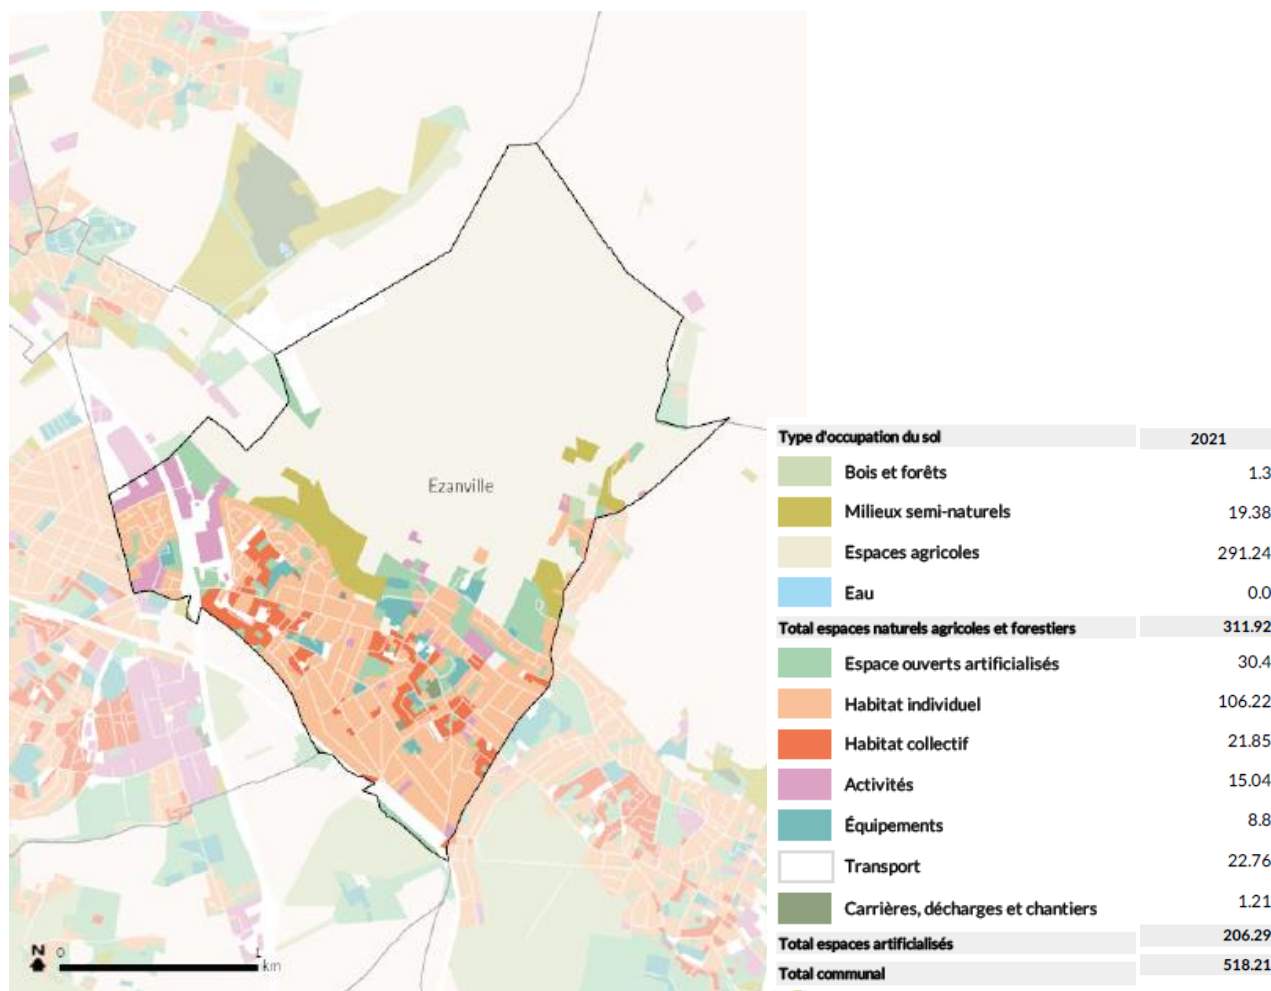 Ezanville
N
0 1
km
Type d'occupation du sol 2021
Bois et forêts 1.3
Milieux semi-naturels 19.38
Espaces agricoles 291.24
Eau 0.0
Total espaces naturels agricoles et forestiers 311.92
Espace ouverts artificialisés 30.4
Habitat individuel 106.22
Habitat collectif 21.85
Activités 15.04
Équipements 8.8
Transport 22.76
Carrières, décharges et chantiers 1.21
Total espaces artificialisés 206.29
Total communal 518.21